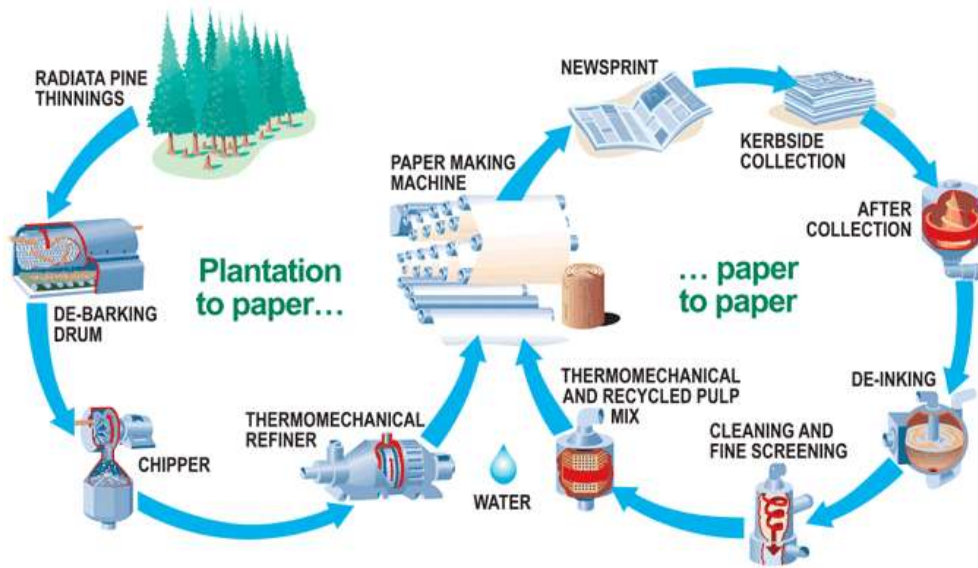 RADIATA PINE
THINNINGS
DE-BARKING
DRUM
CHIPPER
THERMOMECHANICAL
REFINER
Plantation
to paper...
PAPER MAKING
MACHINE
WATER
NEWSPRINT
KERBSIDE
COLLECTION
AFTER
COLLECTION
... paper
to paper
DE-INKING
CLEANING AND
FINE SCREENING
THERMOMECHANICAL
AND RECYCLED PULP
MIX